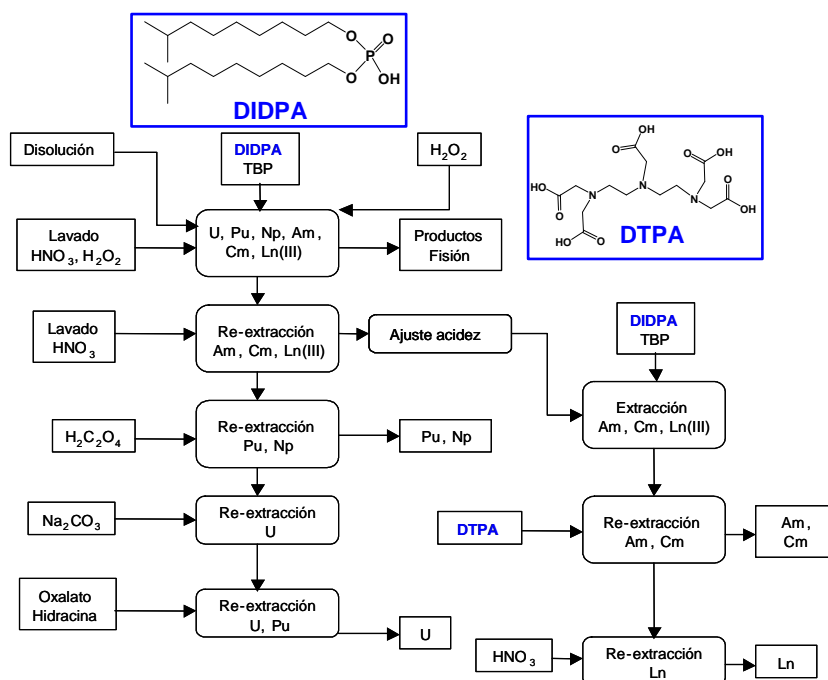 O
O
P
O
OH
DIDPA
Disolución
DIDPA
TBP
H2O2
OH
O
OH
O
O
HO
N
N
N
O
OH
O
HO
DTPA
Lavado
HNO3, H2O2
U, Pu, Np, Am,
Cm, Ln(III)
Productos
Fisión
Lavado
HNO3
Re-extracción
Am, Cm, Ln(III)
Ajuste acidez
DIDPA
TBP
Extracción
Am, Cm, Ln(III)
H2C2O4
Re-extracción
Pu, Np
Pu, Np
Na2CO3
Re-extracción
U
DTPA
Re-extracción
Am, Cm
Am,
Cm
Oxalato
Hidracina
Re-extracción
U, Pu
U
HNO3
Re-extracción
Ln
Ln